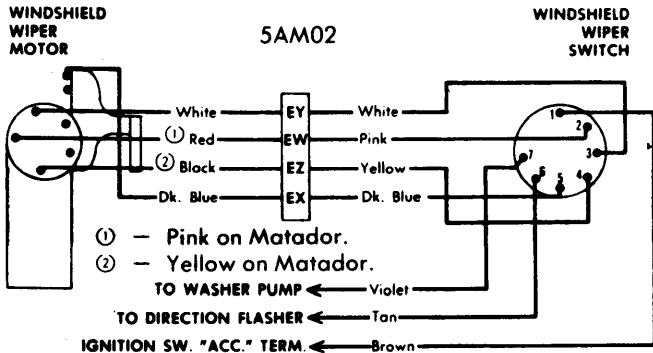 WINDSHIELD
WIPER
MOTOR
5AM02
WINDSHIELD
WIPER
SWITCH
White EY White
① Red EW Pink
② Black EZ Yellow
Dk. Blue EX Dk. Blue
1
2
3
4
5
6
7
① – Pink on Matador.
② – Yellow on Matador.
TO WASHER PUMP Violet
TO DIRECTION FLASHER Tan
IGNITION SW. "ACC." TERM. Brown